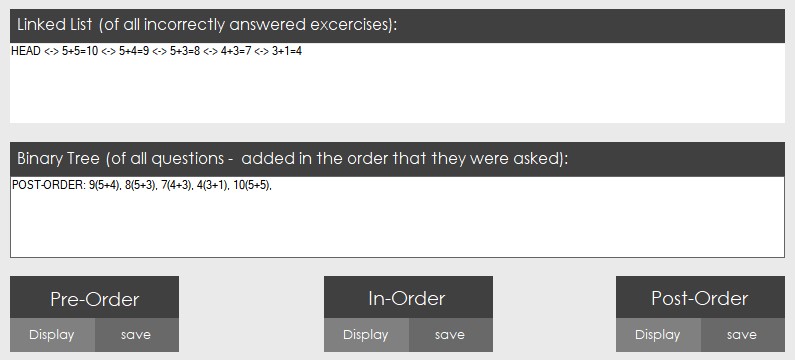 Linked List (of all incorrectly answered excercises):
HEAD <-> 5+5=10 <-> 5+4=9 <-> 5+3=8 <-> 4+3=7 <-> 3+1=4
Binary Tree (of all questions - added in the order that they were asked):
POST-ORDER: 9(5+4), 8(5+3), 7(4+3), 4(3+1), 10(5+5),
Pre-Order
Display save
In-Order
Display save
Post-Order
Display save